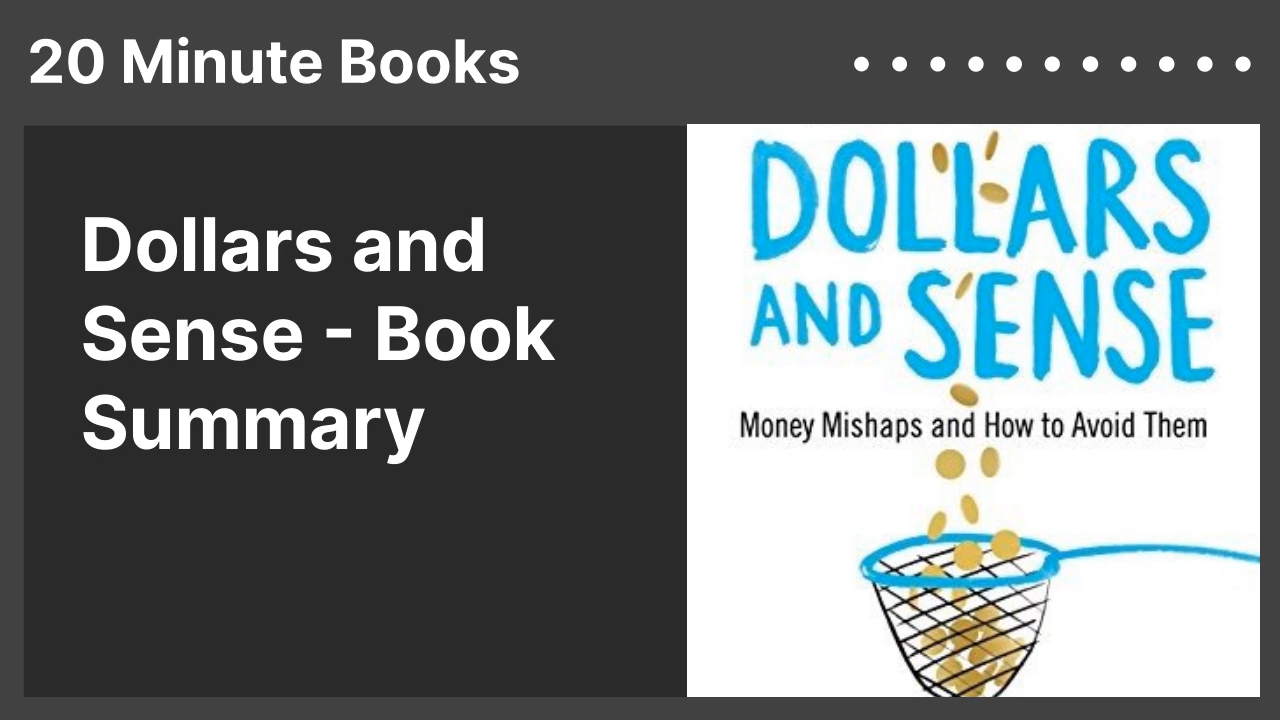 20 Minute Books
Dollars and
Sense - Book
Summary
DOLLARS
AND SENSE
Money Mishaps and How to Avoid Them